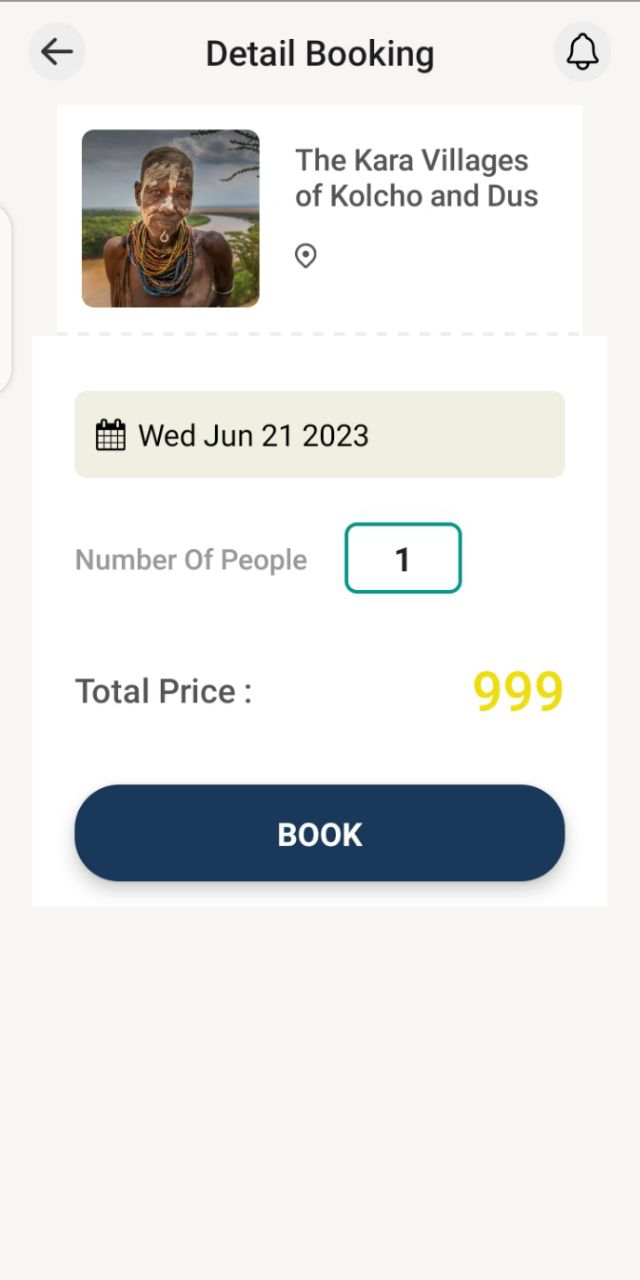 Detail Booking
The Kara Villages
of Kolcho and Dus
Wed Jun 21 2023
Number Of People
1
Total Price :
999
BOOK